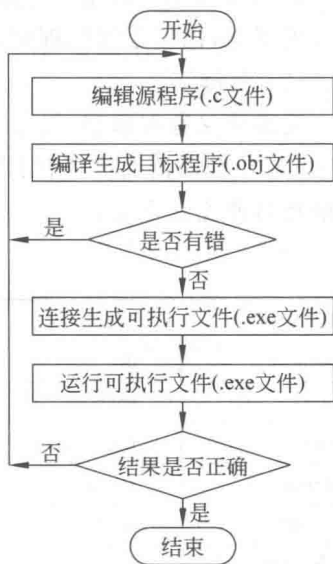 开始
编辑源程序(.c文件)
编译生成目标程序(.obj文件)
是
是否有错
否
连接生成可执行文件(.exe文件)
运行可执行文件(.exe文件)
否
结果是否正确
是
结束